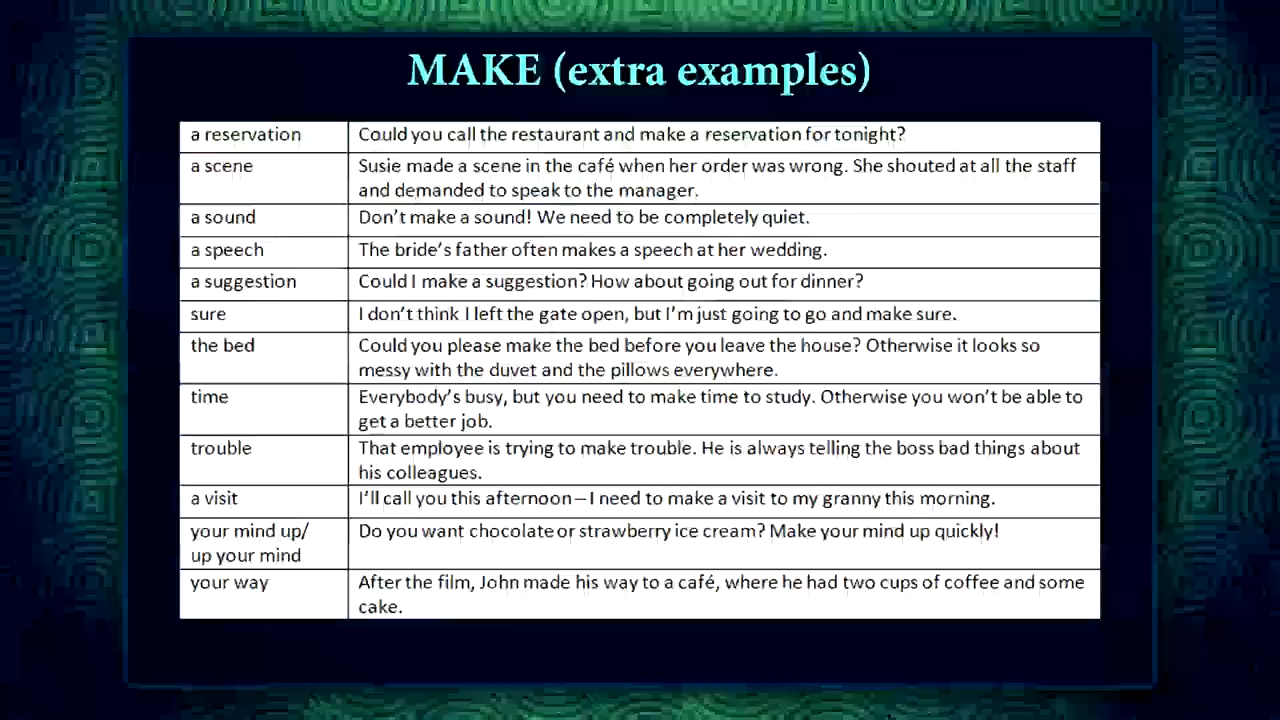 MAKE (extra examples)
a reservation
Could you call the restaurant and make a reservation for tonight?
a scene
Susie made a scene in the café when her order was wrong. She shouted at all the staff
and demanded to speak to the manager.
a sound
Don't make a sound! We need to be completely quiet.
a speech
The bride's father often makes a speech at her wedding.
a suggestion
Could I make a suggestion? How about going out for dinner?
sure
I don't think I left the gate open, but I'm just going to go and make sure.
the bed
Could you please make the bed before you leave the house? Otherwise it looks so
messy with the duvet and the pillows everywhere.
time
Everybody's busy, but you need to make time to study. Otherwise you won't be able to
get a better job.
trouble
That employee is trying to make trouble. He is always telling the boss bad things about
his colleagues.
a visit
I'll call you this afternoon – I need to make a visit to my granny this morning.
your mind up/
up your mind
Do you want chocolate or strawberry ice cream? Make your mind up quickly!
your way
After the film, John made his way to a café, where he had two cups of coffee and some
cake.